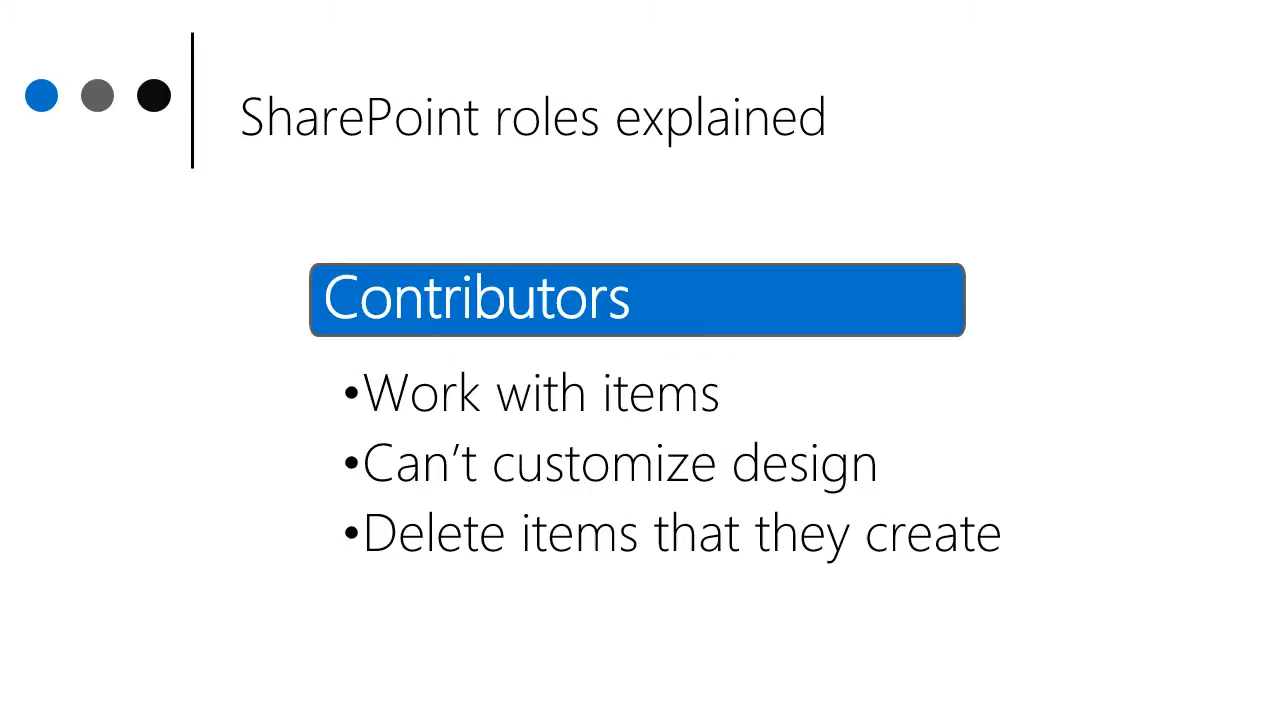 SharePoint roles explained
Contributors
•Work with items
•Can’t customize design
•Delete items that they create